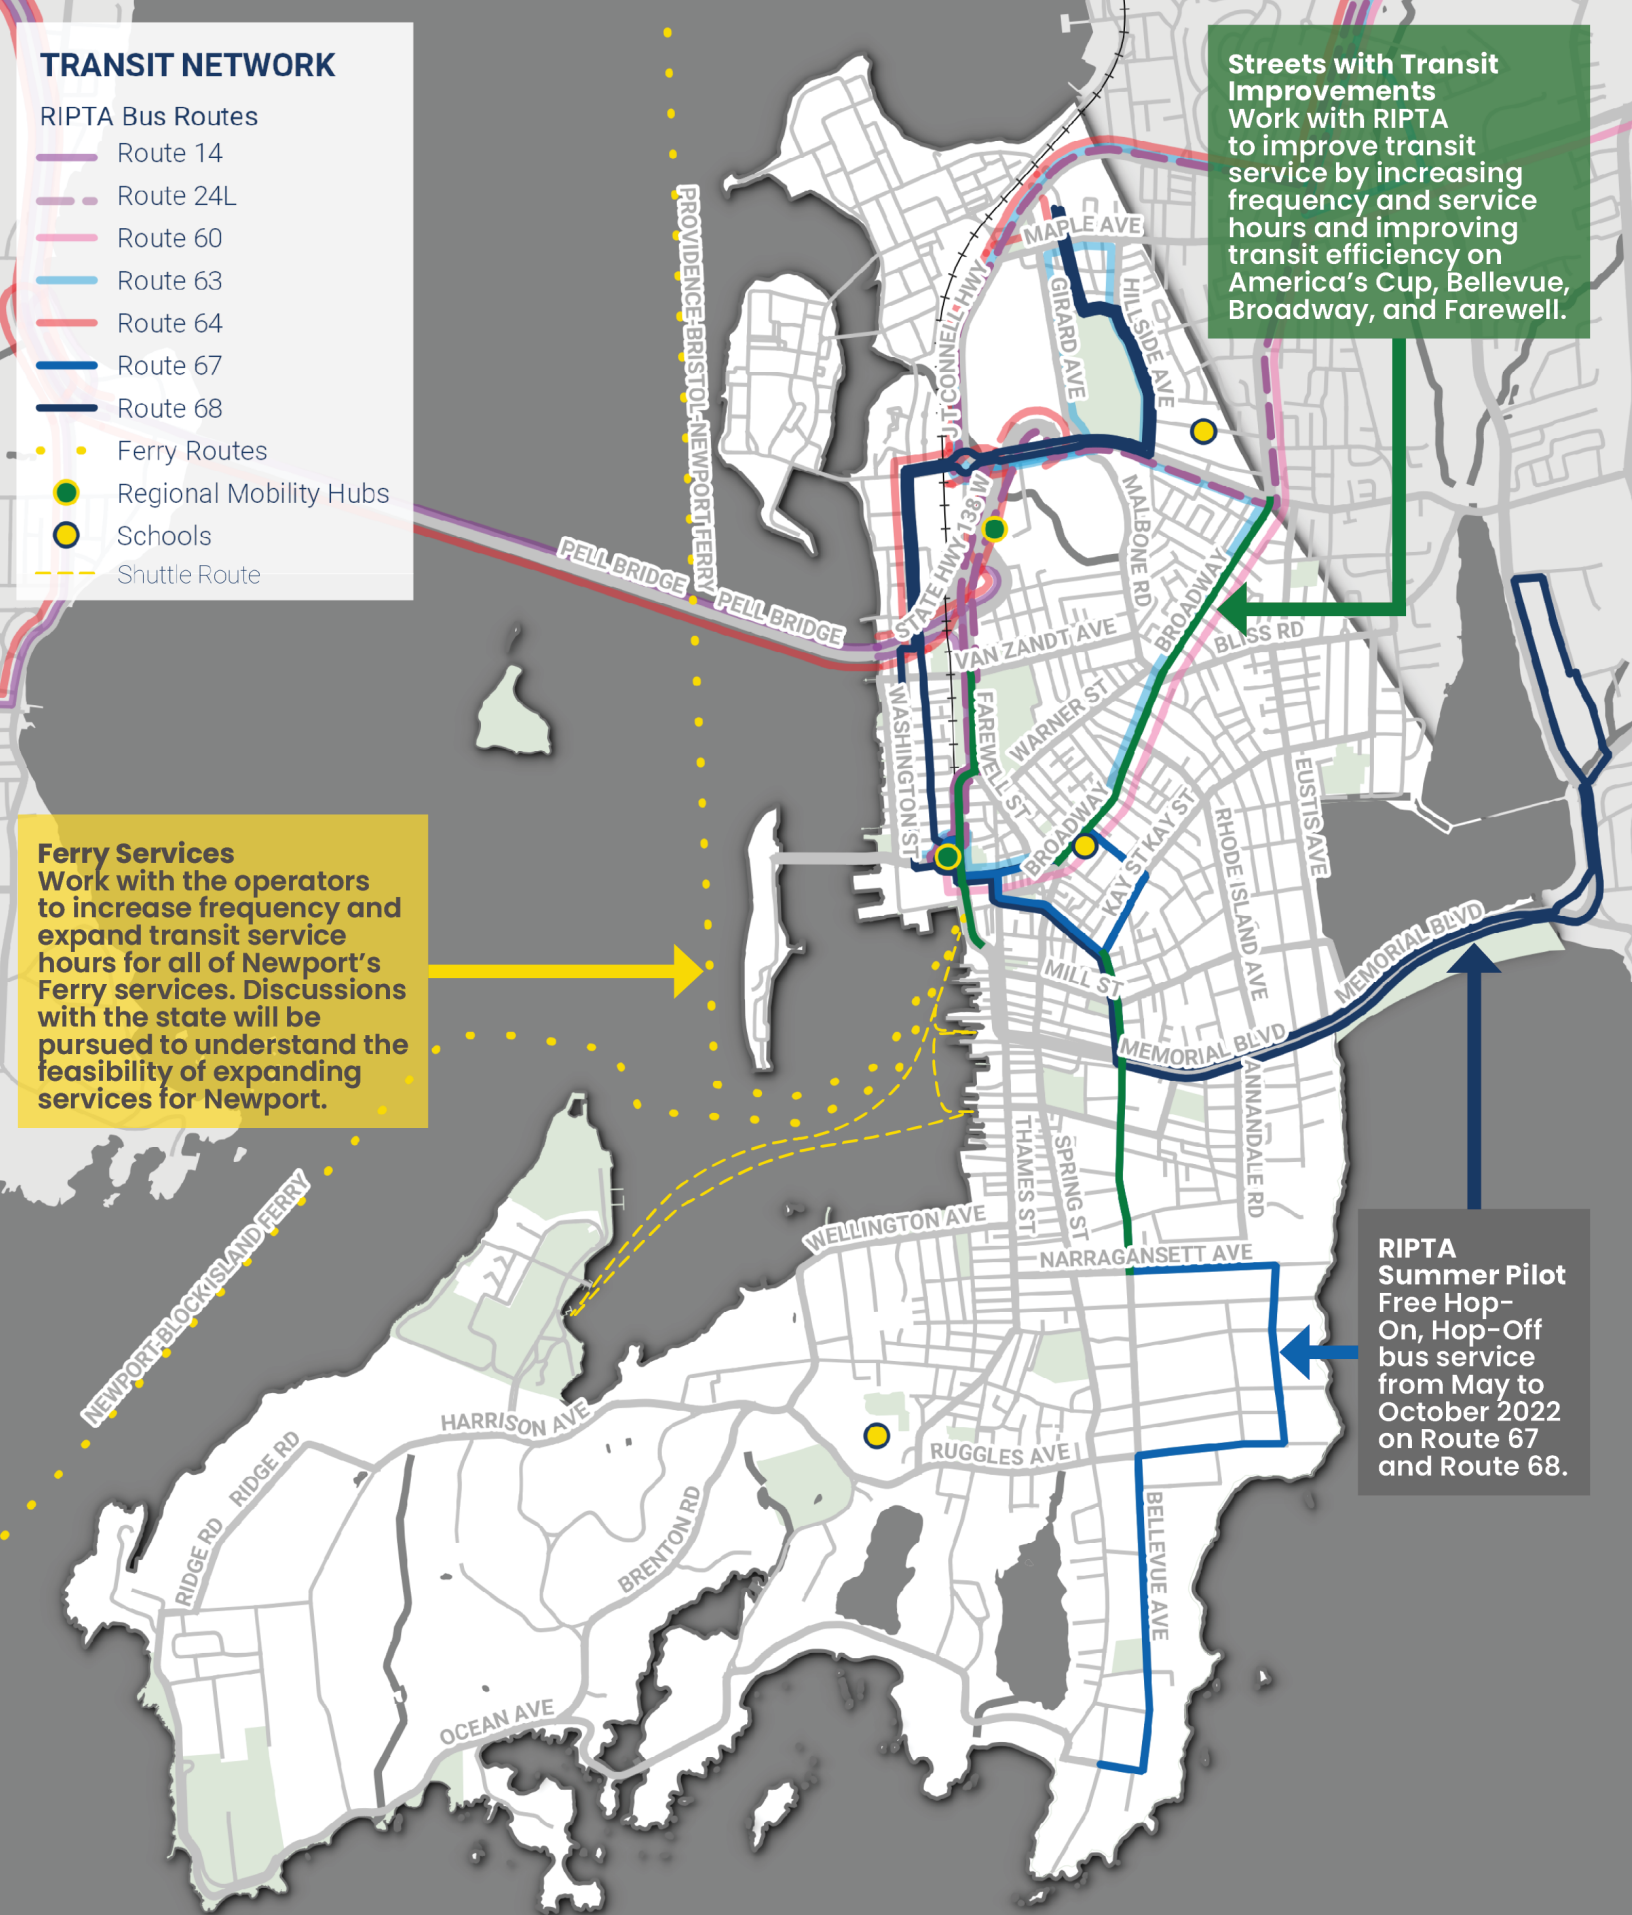 TRANSIT NETWORK
RIPTA Bus Routes
Route 14
Route 24L
Route 60
Route 63
Route 64
Route 67
Route 68
Ferry Routes
Regional Mobility Hubs
Schools
Shuttle Route
Streets with Transit
Improvements
Work with RIPTA
to improve transit
service by increasing
frequency and service
hours and improving
transit efficiency on
America's Cup, Bellevue,
Broadway, and Farewell.
PROVIDENCE-BRISTOL-NEWPORT FERRY
MAPLE AVE
JT CONNELL HWY
GIRARD AVE
HILLSIDE AVE
STATE HWY 138 W
MALBONE RD
PELL BRIDGE
PELL BRIDGE
BROADWAY
BLISS RD
VAN ZANDT AVE
WARNER ST
WASHINGTON ST
FAREWELL ST
EUSTIS AVE
BROADWAY
KAY ST
KAY ST
RHODE ISLAND AVE
Ferry Services
Work with the operators
to increase frequency and
expand transit service
hours for all of Newport's
Ferry services. Discussions
with the state will be
pursued to understand the
feasibility of expanding
services for Newport.
MILL ST
MEMORIAL BLVD
MEMORIAL BLVD
ANNANDALE RD
THAMES ST
SPRING ST
NEWPORT-BLOCK ISLAND FERRY
WELLINGTON AVE
NARRAGANSETT AVE
RIPTA
Summer Pilot
Free Hop-
On, Hop-Off
bus service
from May to
October 2022
on Route 67
and Route 68.
HARRISON AVE
RIDGE RD
RIDGE RD
RUGGLES AVE
BRENTON RD
BELLEVUE AVE
OCEAN AVE